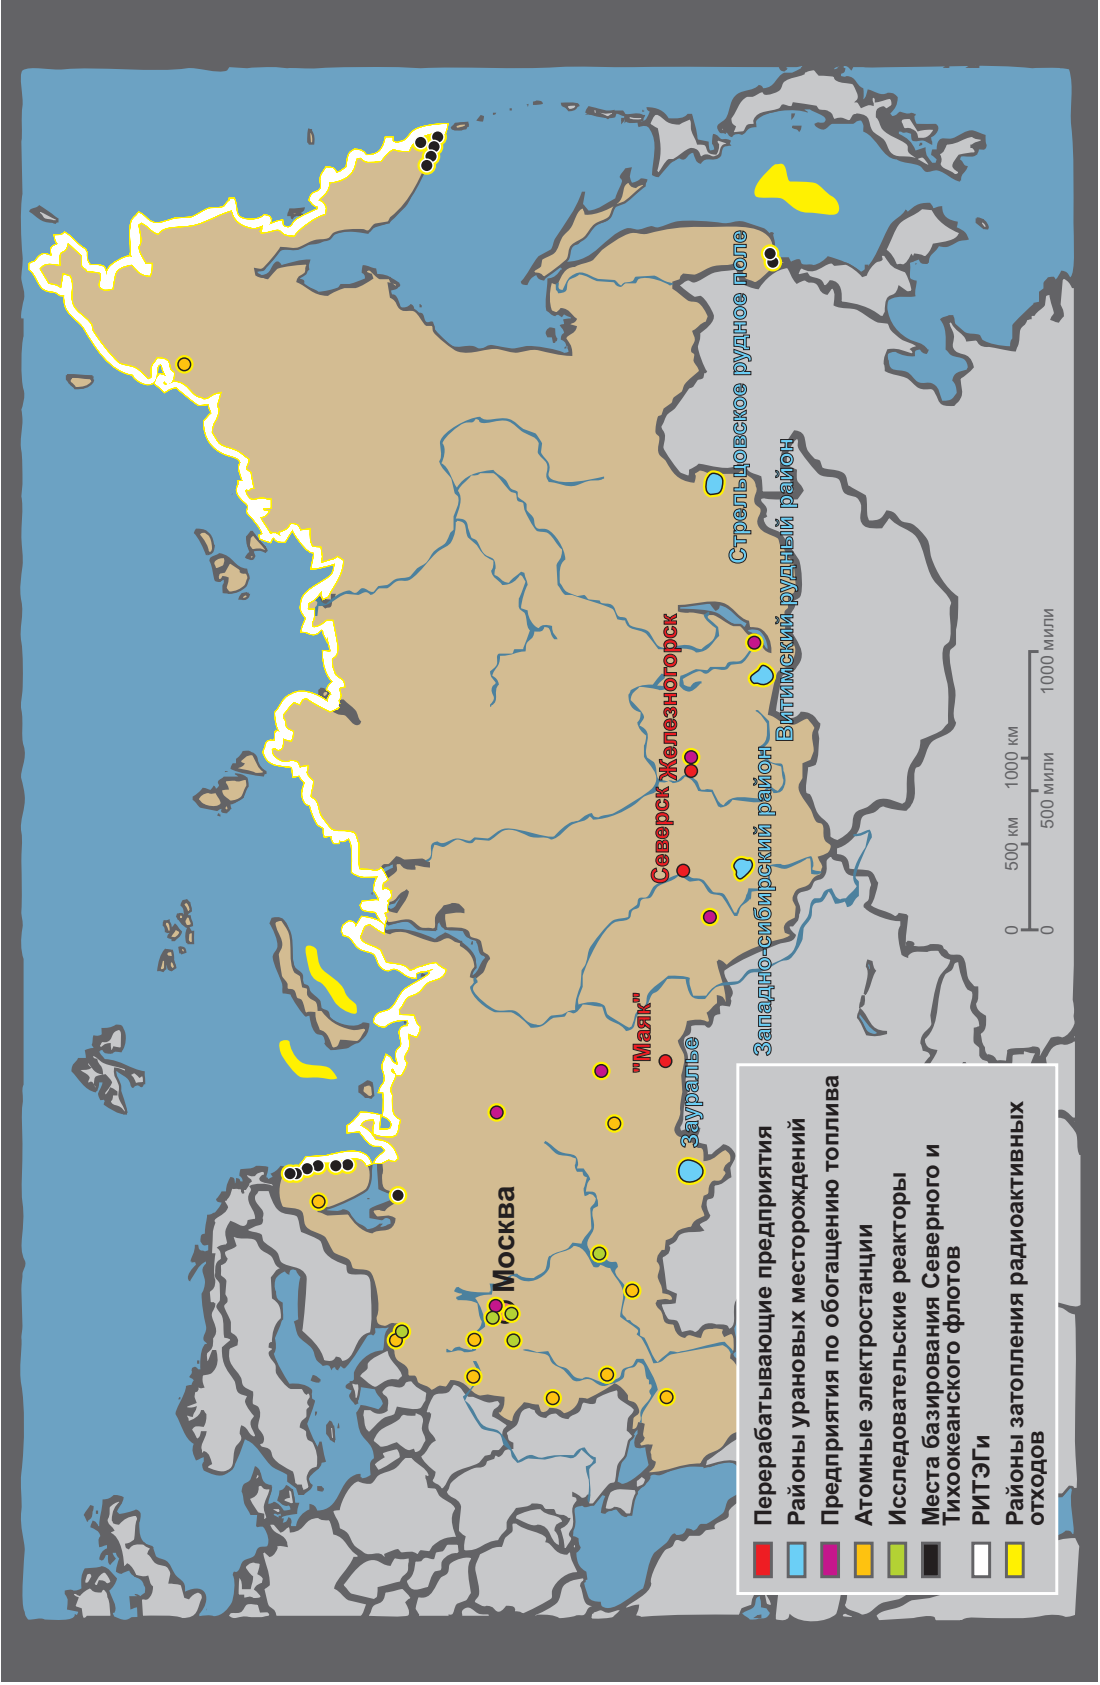 Москва
"Маяк"
Северск
Железногорск
Зауралье
Западно-сибирский район
Витимский рудный район
Стрельцовское рудное поле
Перерабатывающие предприятия
Районы урановых месторождений
Предприятия по обогащению топлива
Атомные электростанции
Исследовательские реакторы
Места базирования Северного и
Тихоокеанского флотов
РИТЭГи
Районы затопления радиоактивных
отходов
0 500 км 1000 км
0 500 мили 1000 мили